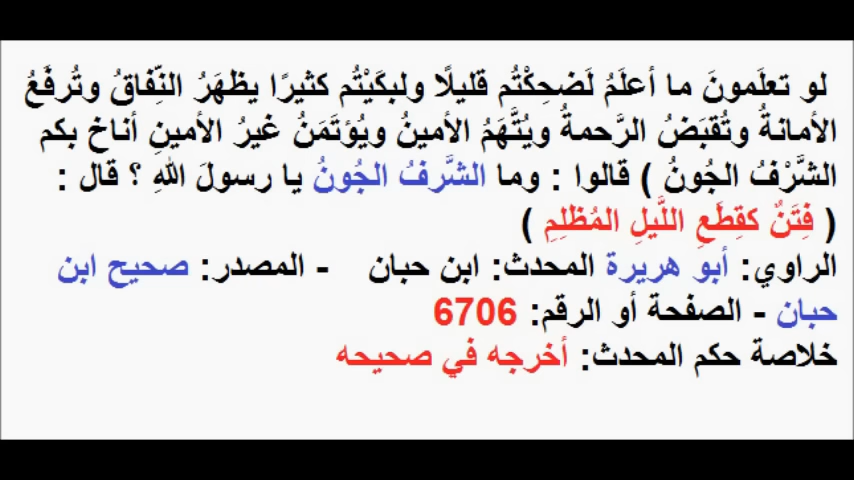 لو تعلَمونَ ما أعلَمُ لَضحِكْتُم قليلًا ولبكَيْتُم كثيرًا يظهَرُ النِّفاقُ وتُرفَعُ
الأمانةُ وتُقبَضُ الرَّحمةُ ويُتَّهَمُ الأمينُ ويُؤتَمَنُ غيرُ الأمينِ أناخ بكم
الشَّرْفُ الجُونُ ) قالوا : وما الشَّرفُ الجُونُ يا رسولَ اللهِ ؟ قال :
( فِتَنٌ كقِطَعِ اللَّيلِ المُظلِمِ )
الراوي: أبو هريرة المحدث: ابن حبان - المصدر: صحيح ابن
حبان - الصفحة أو الرقم: 6706
خلاصة حكم المحدث: أخرجه في صحيحه